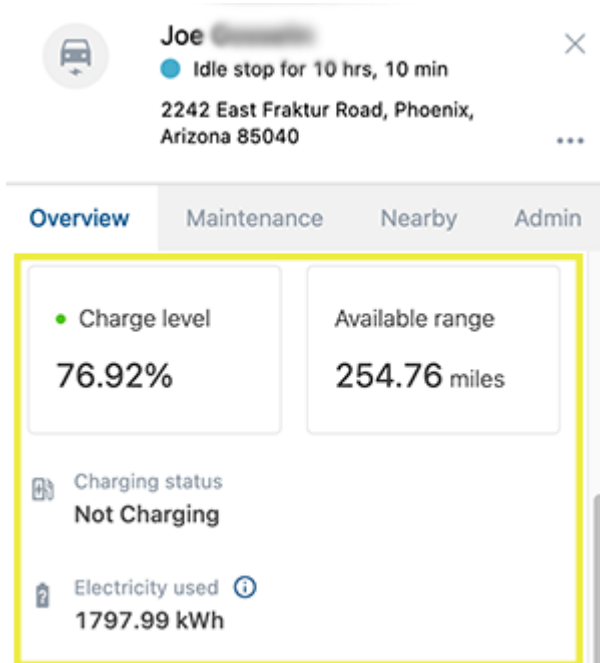 Joe
Idle stop for 10 hrs, 10 min
2242 East Fraktur Road, Phoenix,
Arizona 85040
Overview Maintenance Nearby Admin
Charge level Available range
76.92% 254.76 miles
Charging status
Not Charging
Electricity used
1797.99 kWh